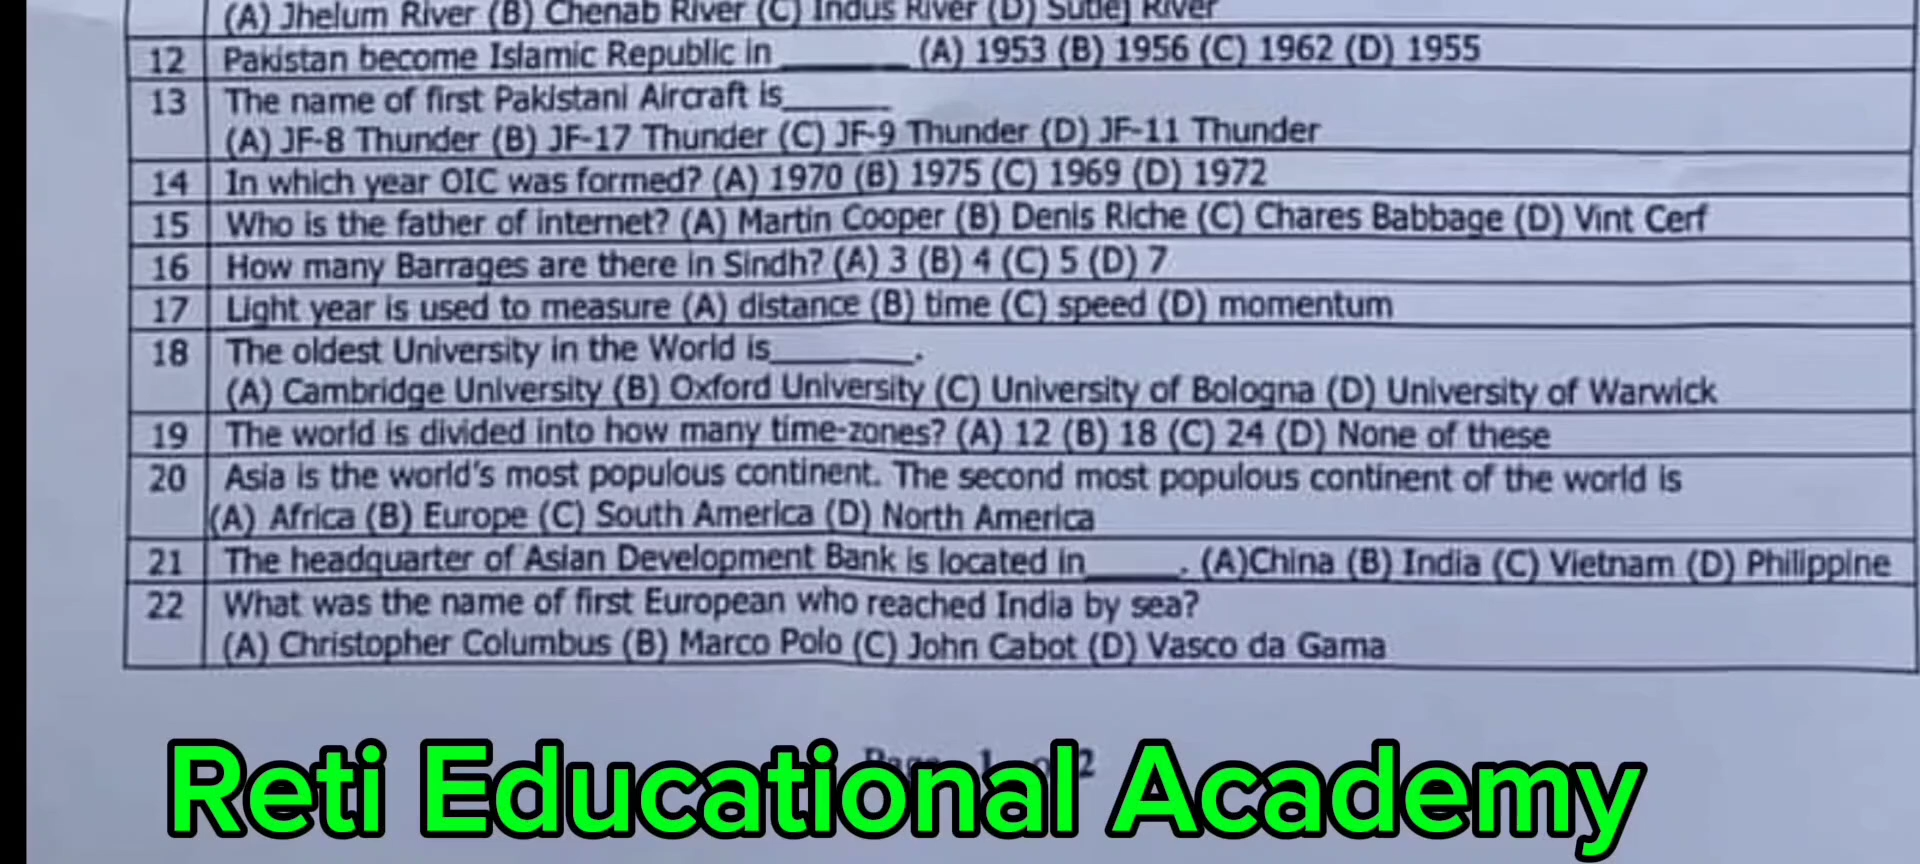 (A) Jhelum River (B) Chenab River (C) Indus River (D) Sutlej River
12 Pakistan become Islamic Republic in ________ (A) 1953 (B) 1956 (C) 1962 (D) 1955
13 The name of first Pakistani Aircraft is______
(A) JF-8 Thunder (B) JF-17 Thunder (C) JF-9 Thunder (D) JF-11 Thunder
14 In which year OIC was formed? (A) 1970 (B) 1975 (C) 1969 (D) 1972
15 Who is the father of internet? (A) Martin Cooper (B) Denis Riche (C) Chares Babbage (D) Vint Cerf
16 How many Barrages are there in Sindh? (A) 3 (B) 4 (C) 5 (D) 7
17 Light year is used to measure (A) distance (B) time (C) speed (D) momentum
18 The oldest University in the World is________.
(A) Cambridge University (B) Oxford University (C) University of Bologna (D) University of Warwick
19 The world is divided into how many time-zones? (A) 12 (B) 18 (C) 24 (D) None of these
20 Asia is the world's most populous continent. The second most populous continent of the world is
(A) Africa (B) Europe (C) South America (D) North America
21 The headquarter of Asian Development Bank is located in_____. (A)China (B) India (C) Vietnam (D) Philippine
22 What was the name of first European who reached India by sea?
(A) Christopher Columbus (B) Marco Polo (C) John Cabot (D) Vasco da Gama
Page 1 of 2
Reti Educational Academy